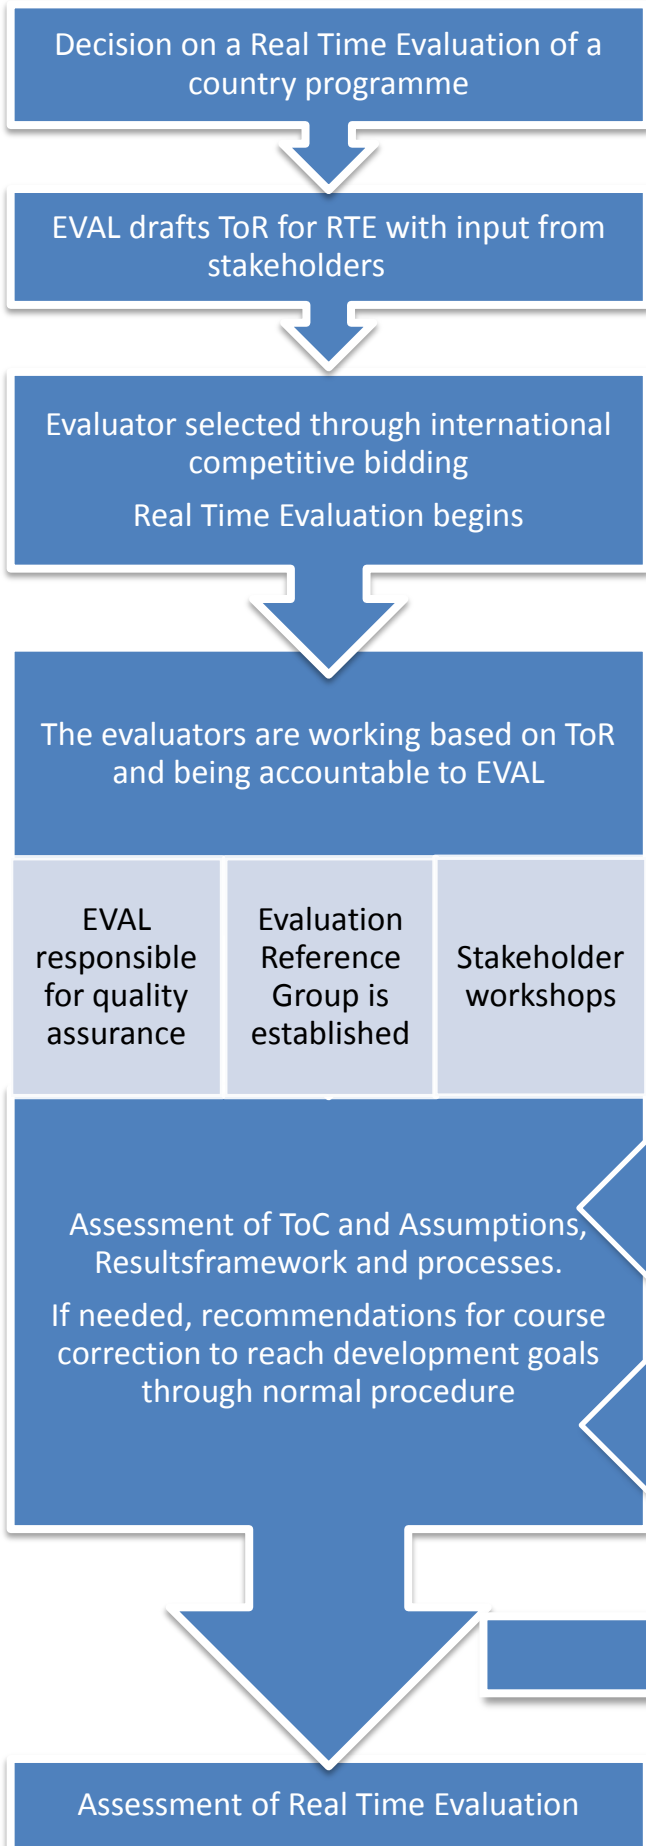 Decision on a Real Time Evaluation of a
country programme
EVAL drafts ToR for RTE with input from
stakeholders
Evaluator selected through international
competitive bidding
Real Time Evaluation begins
The evaluators are working based on ToR
and being accountable to EVAL
EVAL
responsible
for quality
assurance
Evaluation
Reference
Group is
established
Stakeholder
workshops
Assessment of ToC and Assumptions,
Resultsframework and processes.
If needed, recommendations for course
correction to reach development goals
through normal procedure
Assessment of Real Time Evaluation